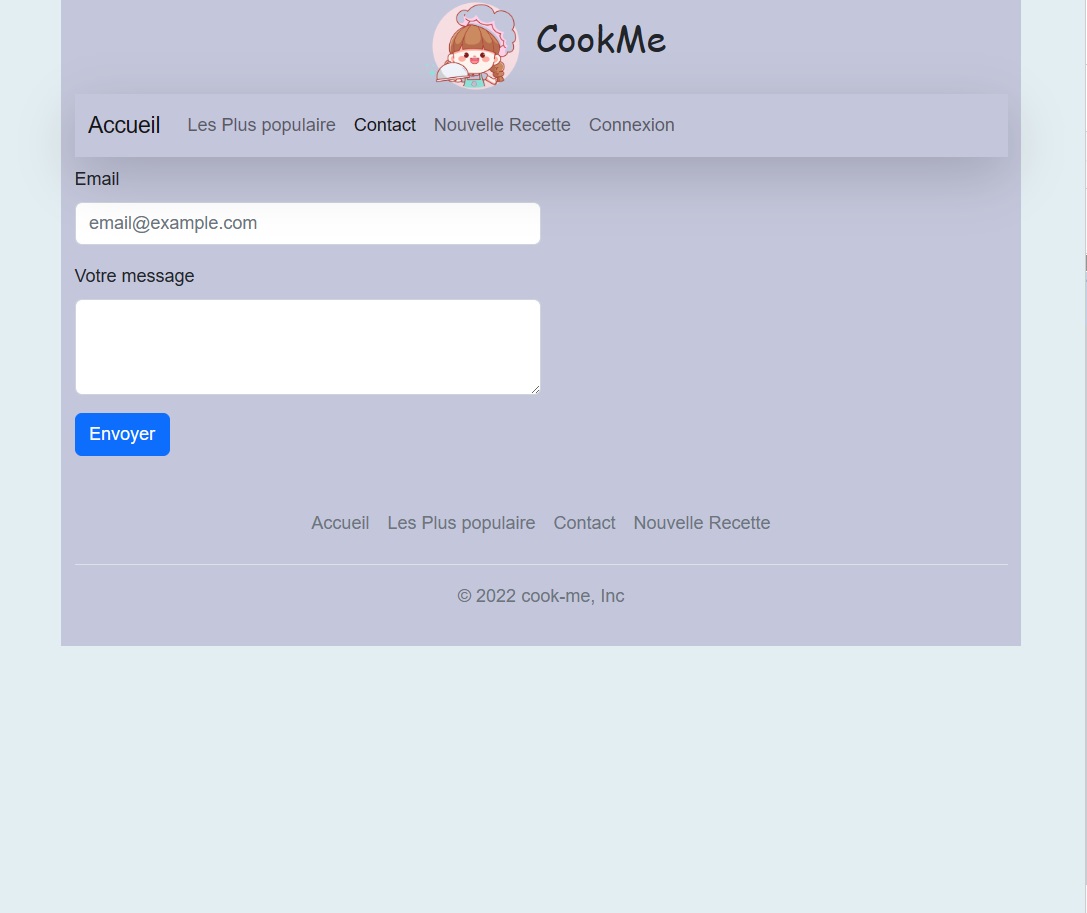 CookMe
Accueil Les Plus populaire Contact Nouvelle Recette Connexion
Email
email@example.com
Votre message
Envoyer
Accueil Les Plus populaire Contact Nouvelle Recette
© 2022 cook-me, Inc